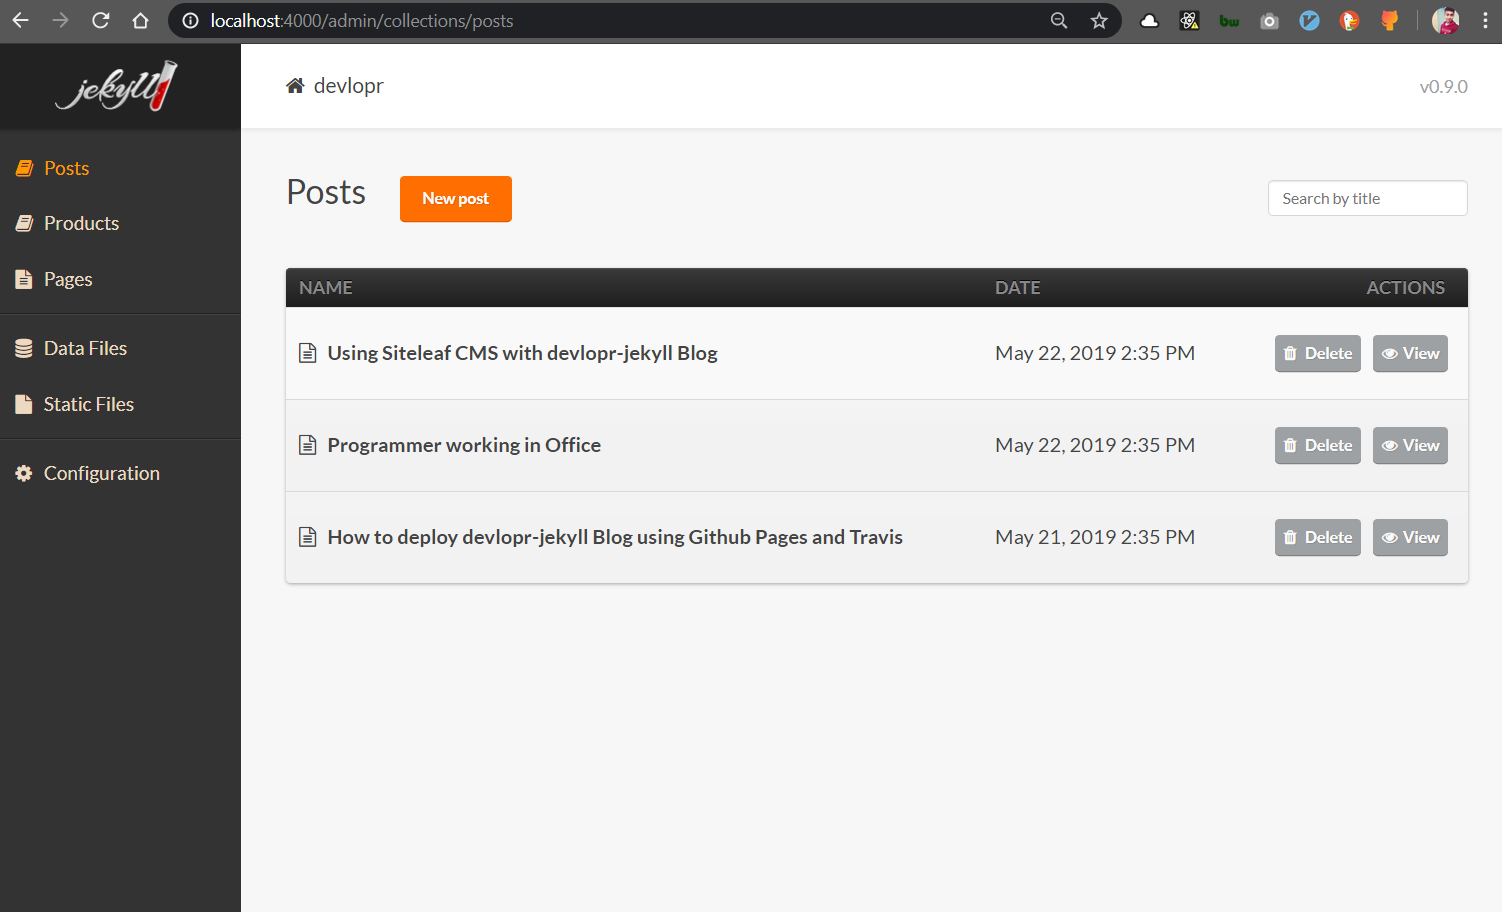 localhost:4000/admin/collections/posts
bw
jekyll
devlopr
v0.9.0
Posts
Products
Pages
Data Files
Static Files
Configuration
Posts
New post
Search by title
NAME DATE ACTIONS
Using Siteleaf CMS with devlopr-jekyll Blog May 22, 2019 2:35 PM Delete View
Programmer working in Office May 22, 2019 2:35 PM Delete View
How to deploy devlopr-jekyll Blog using Github Pages and Travis May 21, 2019 2:35 PM Delete View